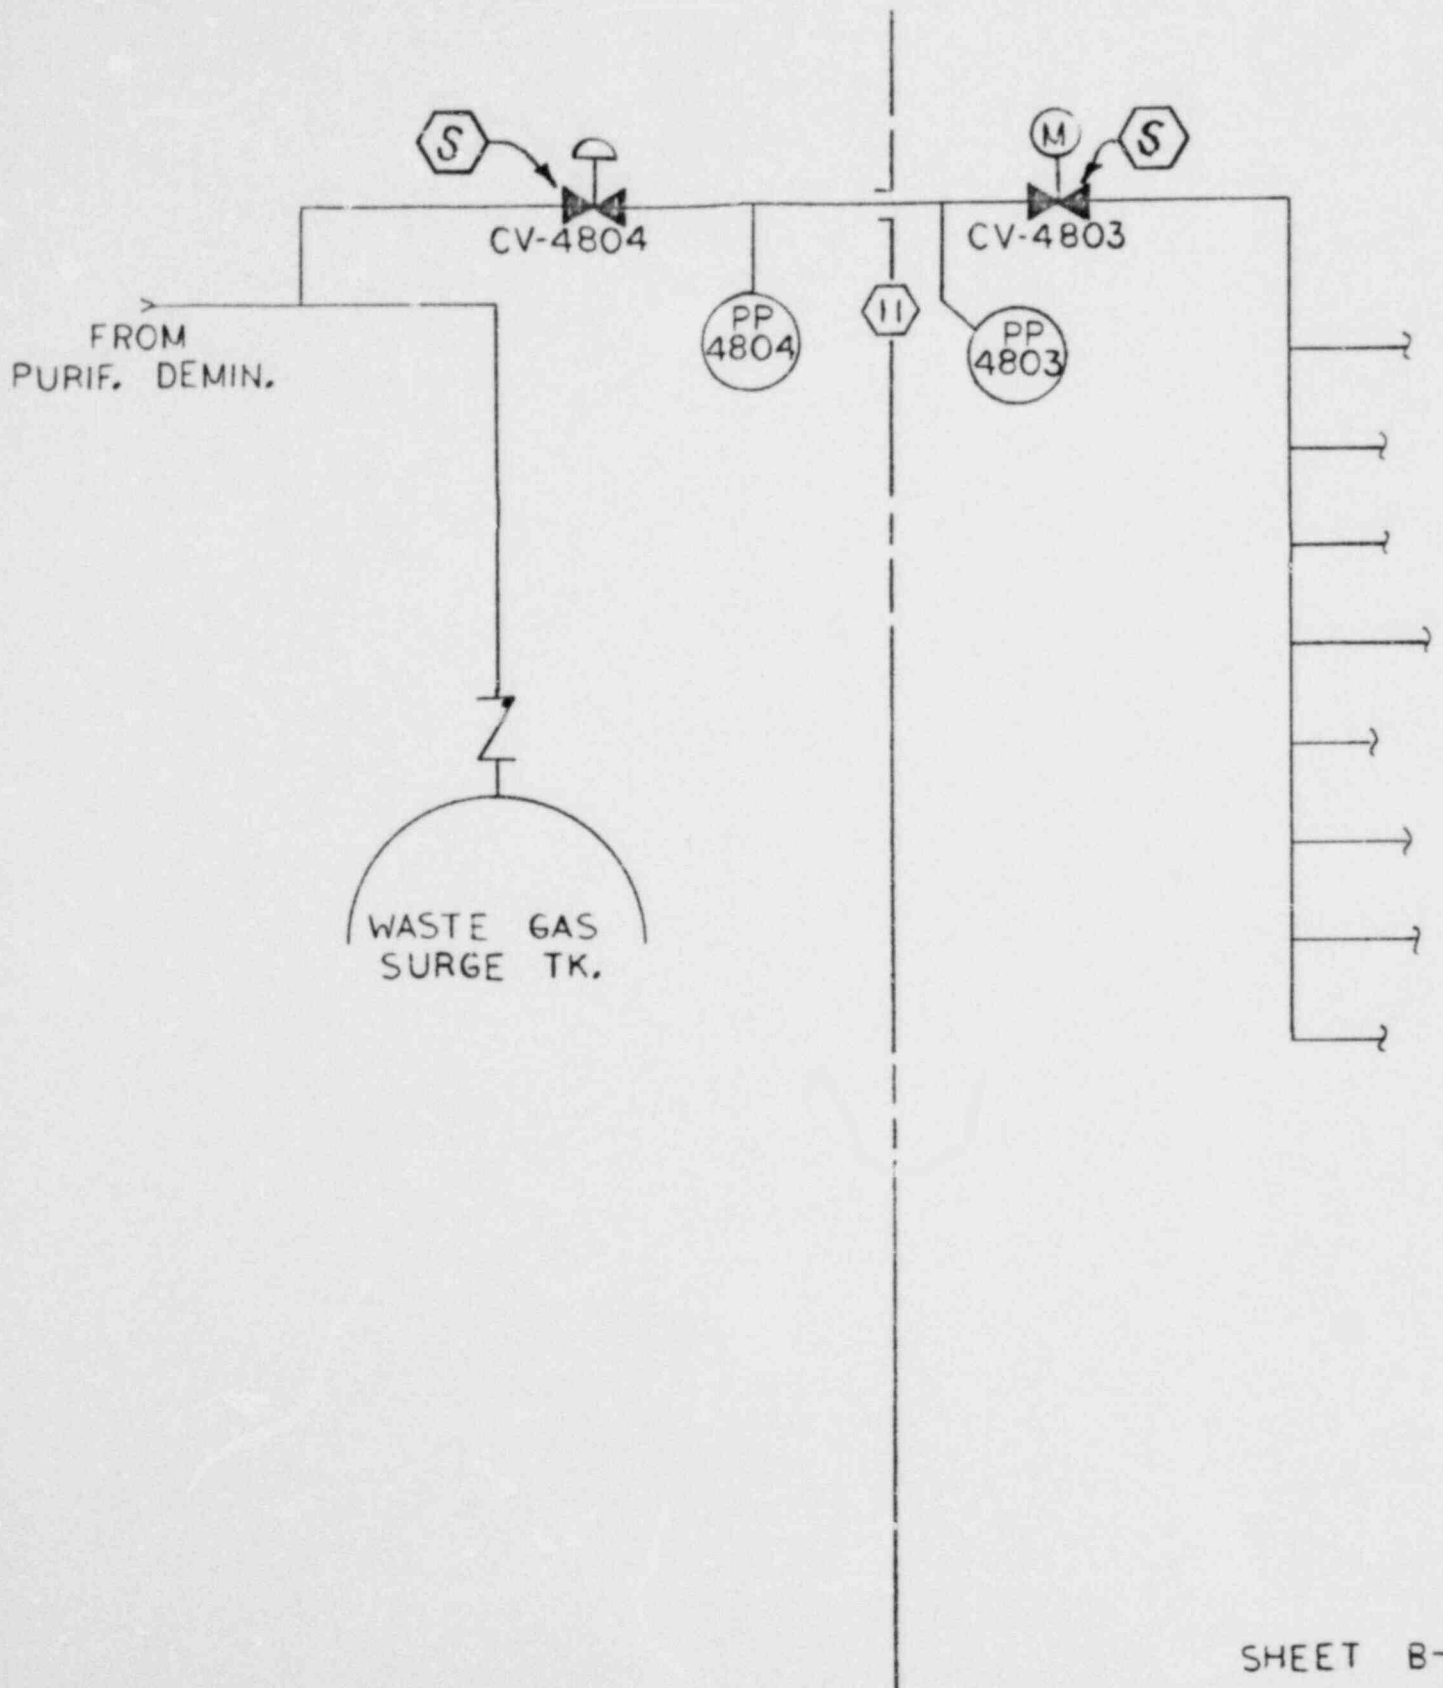 S
M
S
CV-4804
CV-4803
PP
4804
11
PP
4803
FROM
PURIF. DEMIN.
WASTE GAS
SURGE TK.
SHEET B-